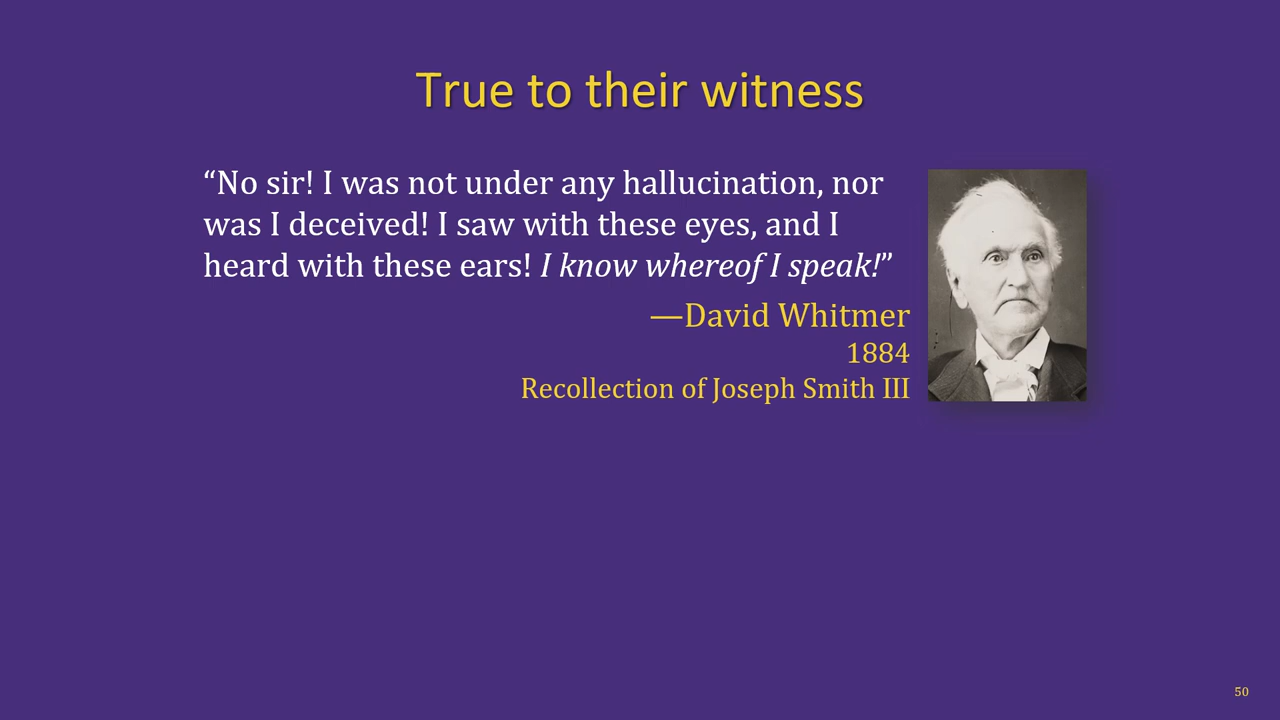 True to their witness
“No sir! I was not under any hallucination, nor
was I deceived! I saw with these eyes, and I
heard with these ears! I know whereof I speak!”
—David Whitmer
1884
Recollection of Joseph Smith III
50